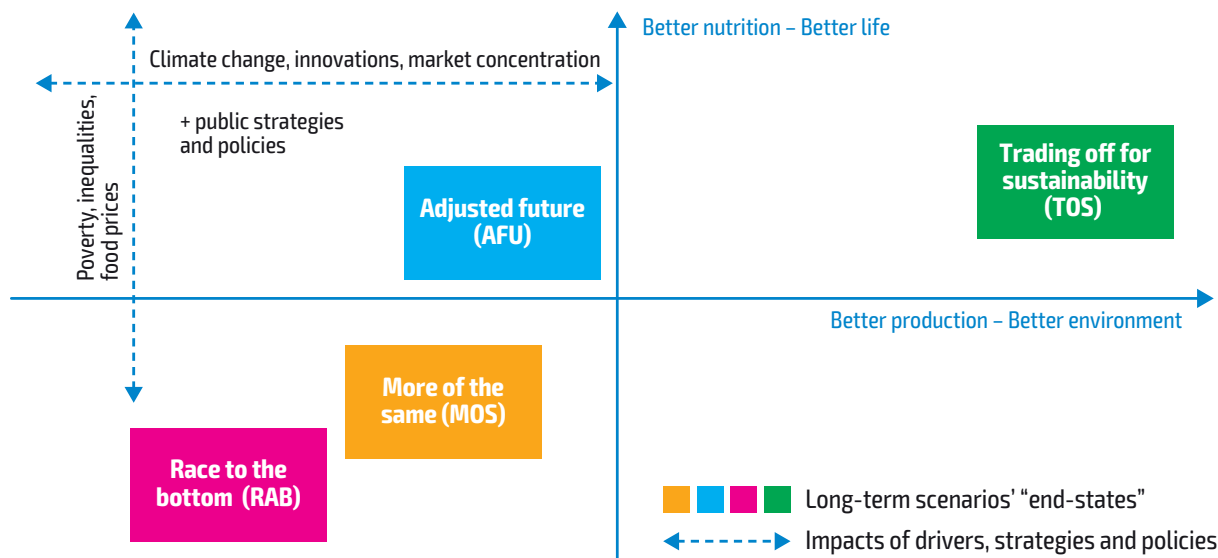 Better nutrition – Better life
Climate change, innovations, market concentration
+ public strategies
and policies
Poverty, inequalities,
food prices
Adjusted future
(AFU)
Trading off for
sustainability
(TOS)
Better production – Better environment
More of the
same (MOS)
Race to the
bottom (RAB)
Long-term scenarios’ “end-states”
Impacts of drivers, strategies and policies